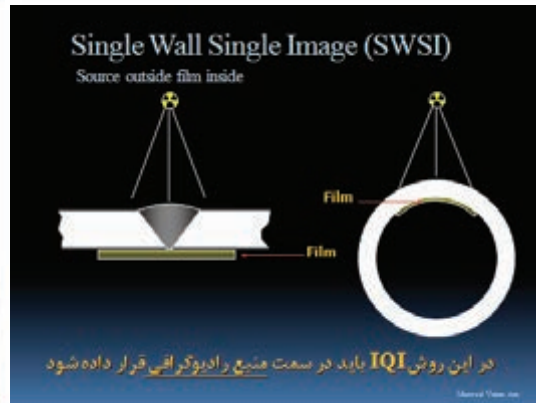 Single Wall Single Image (SWSI)
Source outside film inside
Film
Film
در این روش IQI باید در سمت منبع رادیوگرافی قرار داده شود